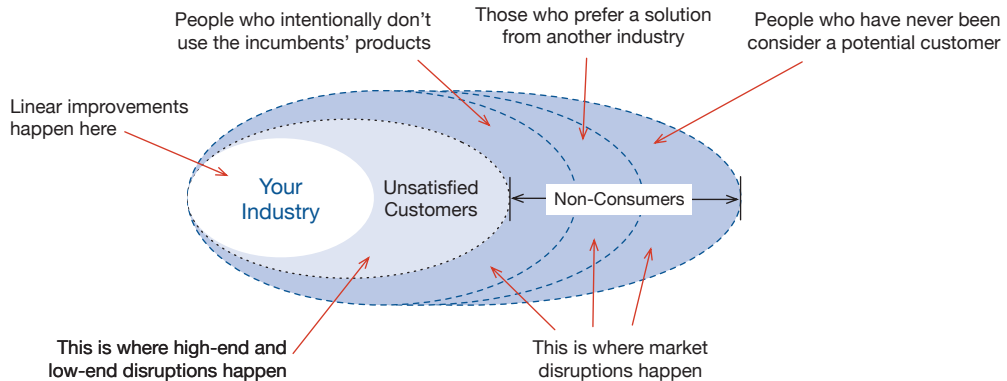 People who intentionally don’t
use the incumbents’ products
Those who prefer a solution
from another industry
People who have never been
consider a potential customer
Linear improvements
happen here
Your
Industry
Unsatisfied
Customers
Non-Consumers
This is where high-end and
low-end disruptions happen
This is where market
disruptions happen